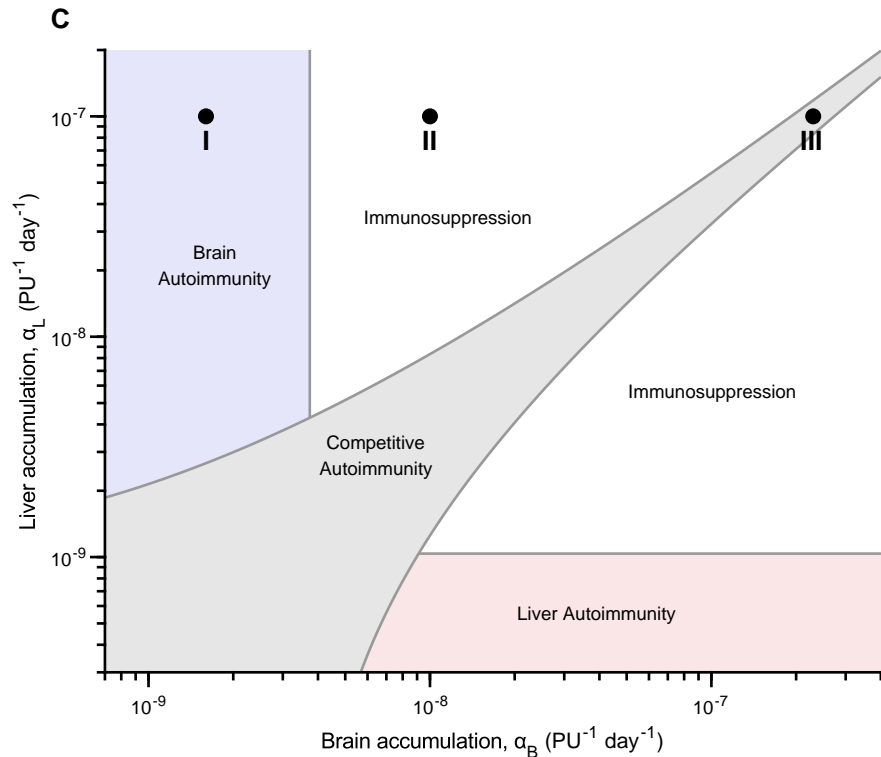 C
10⁻⁷
10⁻⁸
10⁻⁹
Liver accumulation, α_L (PU⁻¹ day⁻¹)
I
II
III
Immunosuppression
Brain
Autoimmunity
Immunosuppression
Competitive
Autoimmunity
Liver Autoimmunity
10⁻⁹
10⁻⁸
10⁻⁷
Brain accumulation, α_B (PU⁻¹ day⁻¹)